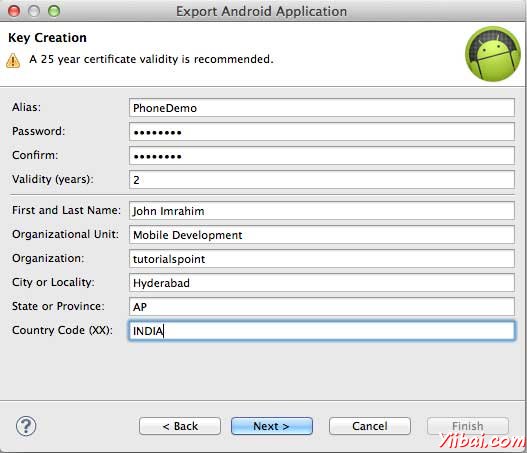 Export Android Application
Key Creation
A 25 year certificate validity is recommended.
Alias: PhoneDemo
Password: ••••••••
Confirm: ••••••••
Validity (years): 2
First and Last Name: John Imrahim
Organizational Unit: Mobile Development
Organization: tutorialspoint
City or Locality: Hyderabad
State or Province: AP
Country Code (XX): INDIA
? < Back Next > Cancel Finish
Yiibai.com